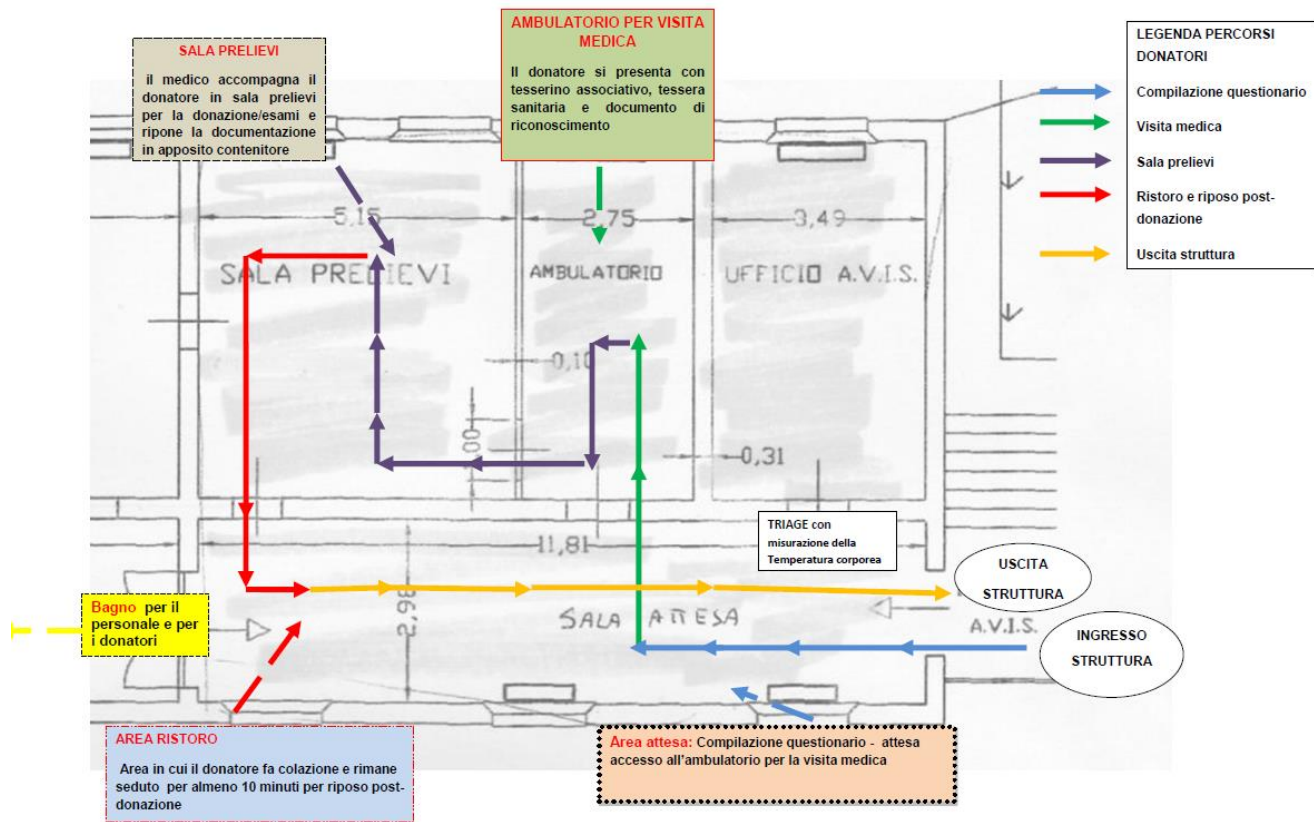 SALA PRELIEVI
il medico accompagna il
donatore in sala prelievi
per la donazione/esami e
ripone la documentazione
in apposito contenitore
AMBULATORIO PER VISITA
MEDICA
Il donatore si presenta con
tesserino associativo, tessera
sanitaria e documento di
riconoscimento
LEGENDA PERCORSI
DONATORI
Compilazione questionario
Visita medica
Sala prelievi
Ristoro e riposo post-
donazione
Uscita struttura
5,15
2,75
3,49
SALA PRELIEVI
AMBULATORIO
UFFICIO A.V.I.S.
0,10
0,31
TRIAGE con
misurazione della
Temperatura corporea
11,81
2,98
SALA ATTESA
USCITA
STRUTTURA
A.V.I.S.
INGRESSO
STRUTTURA
Bagno per il
personale e per
i donatori
AREA RISTORO
Area in cui il donatore fa colazione e rimane
seduto per almeno 10 minuti per riposo post-
donazione
Area attesa: Compilazione questionario - attesa
accesso all'ambulatorio per la visita medica